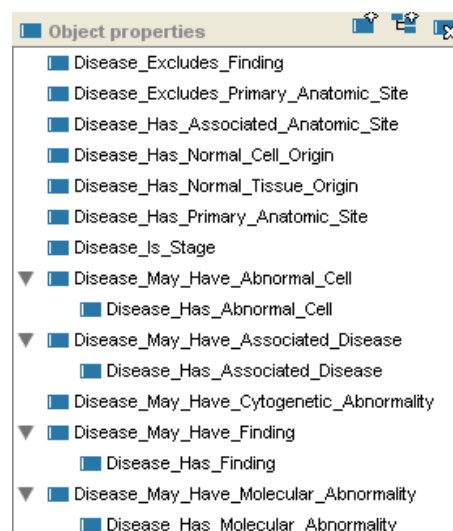 Object properties
Disease_Excludes_Finding
Disease_Excludes_Primary_Anatomic_Site
Disease_Has_Associated_Anatomic_Site
Disease_Has_Normal_Cell_Origin
Disease_Has_Normal_Tissue_Origin
Disease_Has_Primary_Anatomic_Site
Disease_Is_Stage
Disease_May_Have_Abnormal_Cell
Disease_Has_Abnormal_Cell
Disease_May_Have_Associated_Disease
Disease_Has_Associated_Disease
Disease_May_Have_Cytogenetic_Abnormality
Disease_May_Have_Finding
Disease_Has_Finding
Disease_May_Have_Molecular_Abnormality
Disease_Has_Molecular_Abnormality